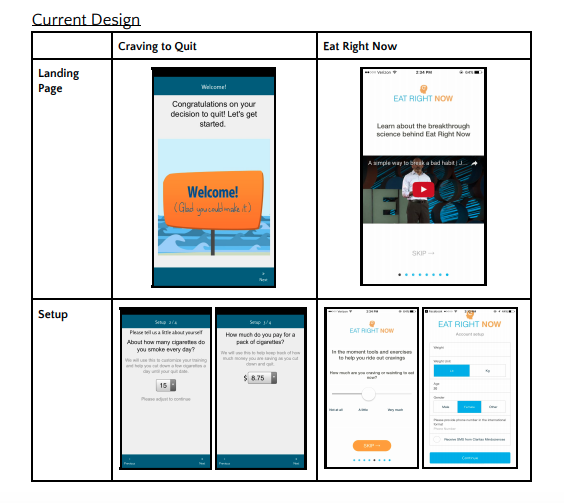 Current Design
Craving to Quit
Eat Right Now
Landing
Page
Welcome!
Congratulations on your
decision to quit! Let's get
started.
Welcome!
(Glad you could make it)
Next
Verizon
2:34 PM
64%
EAT RIGHT NOW
Learn about the breakthrough
science behind Eat Right Now
A simple way to break a bad habit | J...
SKIP →
Setup
Setup 2 / 4
Please tell us a little about yourself
About how many cigarettes do
you smoke every day?
We will use this to customize your training
and help you cut down a few cigarettes a
day until your quit date.
15
Please adjust to continue
Previous
Next
Setup 3 / 4
How much do you pay for a
pack of cigarettes?
We will use this to help keep track of how
much money you are saving as you cut
down and quit.
$ 8.75
Previous
Next
2:34 PM
EAT RIGHT NOW
In the moment tools and exercises
to help you ride out cravings
How much are you craving or wanting to eat
now?
Not at all
A little
Very much
SKIP →
Facebook
EAT RIGHT NOW
Account setup
Weight
Weight unit
Kg
Age
Gender
Male
Female
Other
Please provide phone number in the international
format
Phone Number
Receive SMS from Claritas Mindsciences
Continue